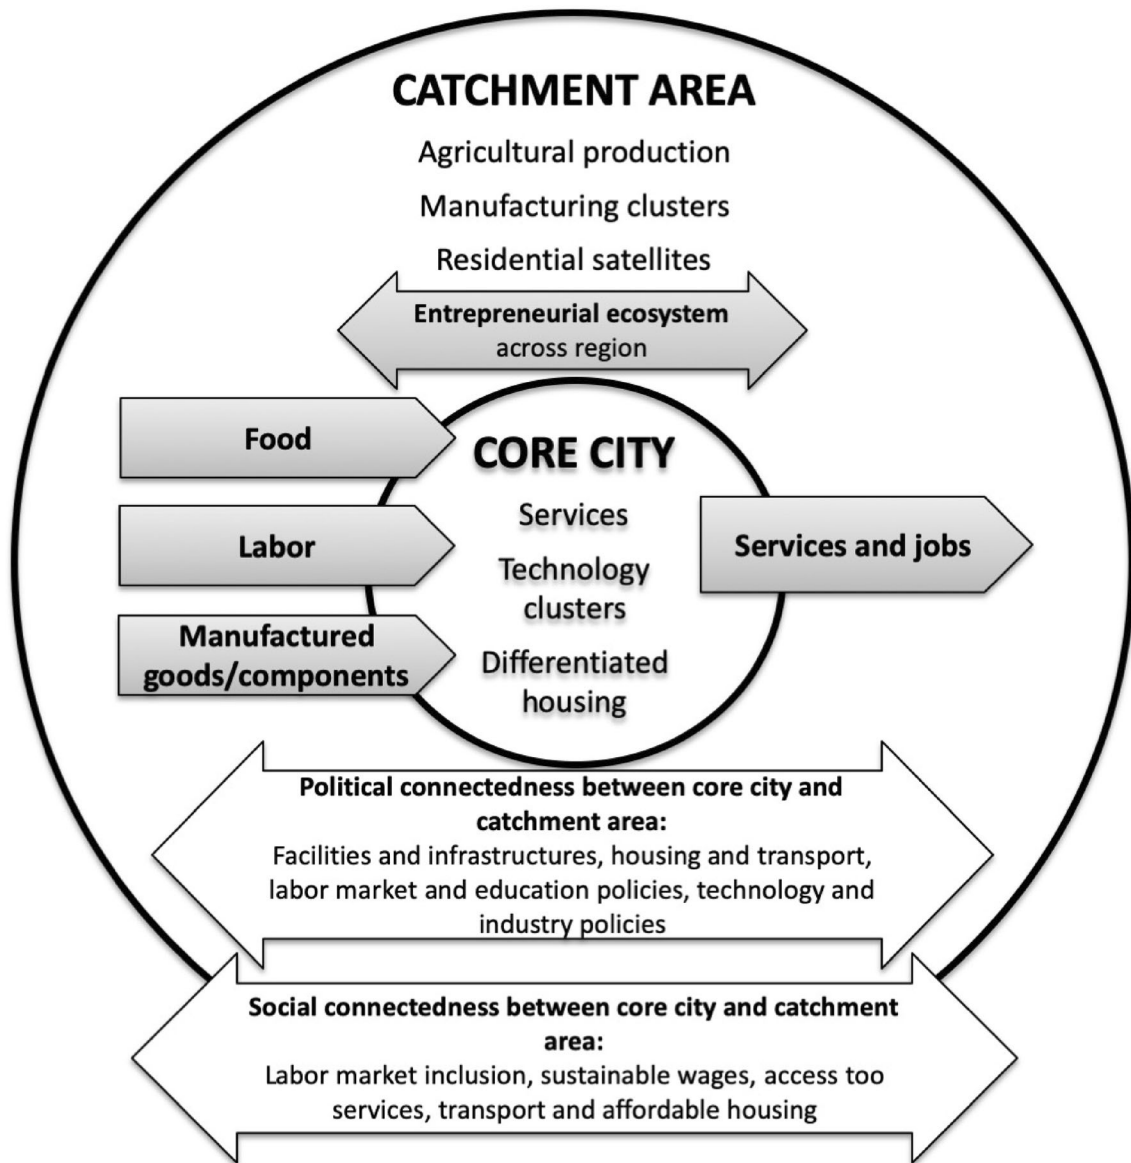 CATCHMENT AREA
Agricultural production
Manufacturing clusters
Residential satellites
Entrepreneurial ecosystem
across region
Food
Labor
Manufactured
goods/components
CORE CITY
Services
Technology
clusters
Differentiated
housing
Services and jobs
Political connectedness between core city and
catchment area:
Facilities and infrastructures, housing and transport,
labor market and education policies, technology and
industry policies
Social connectedness between core city and catchment
area:
Labor market inclusion, sustainable wages, access too
services, transport and affordable housing